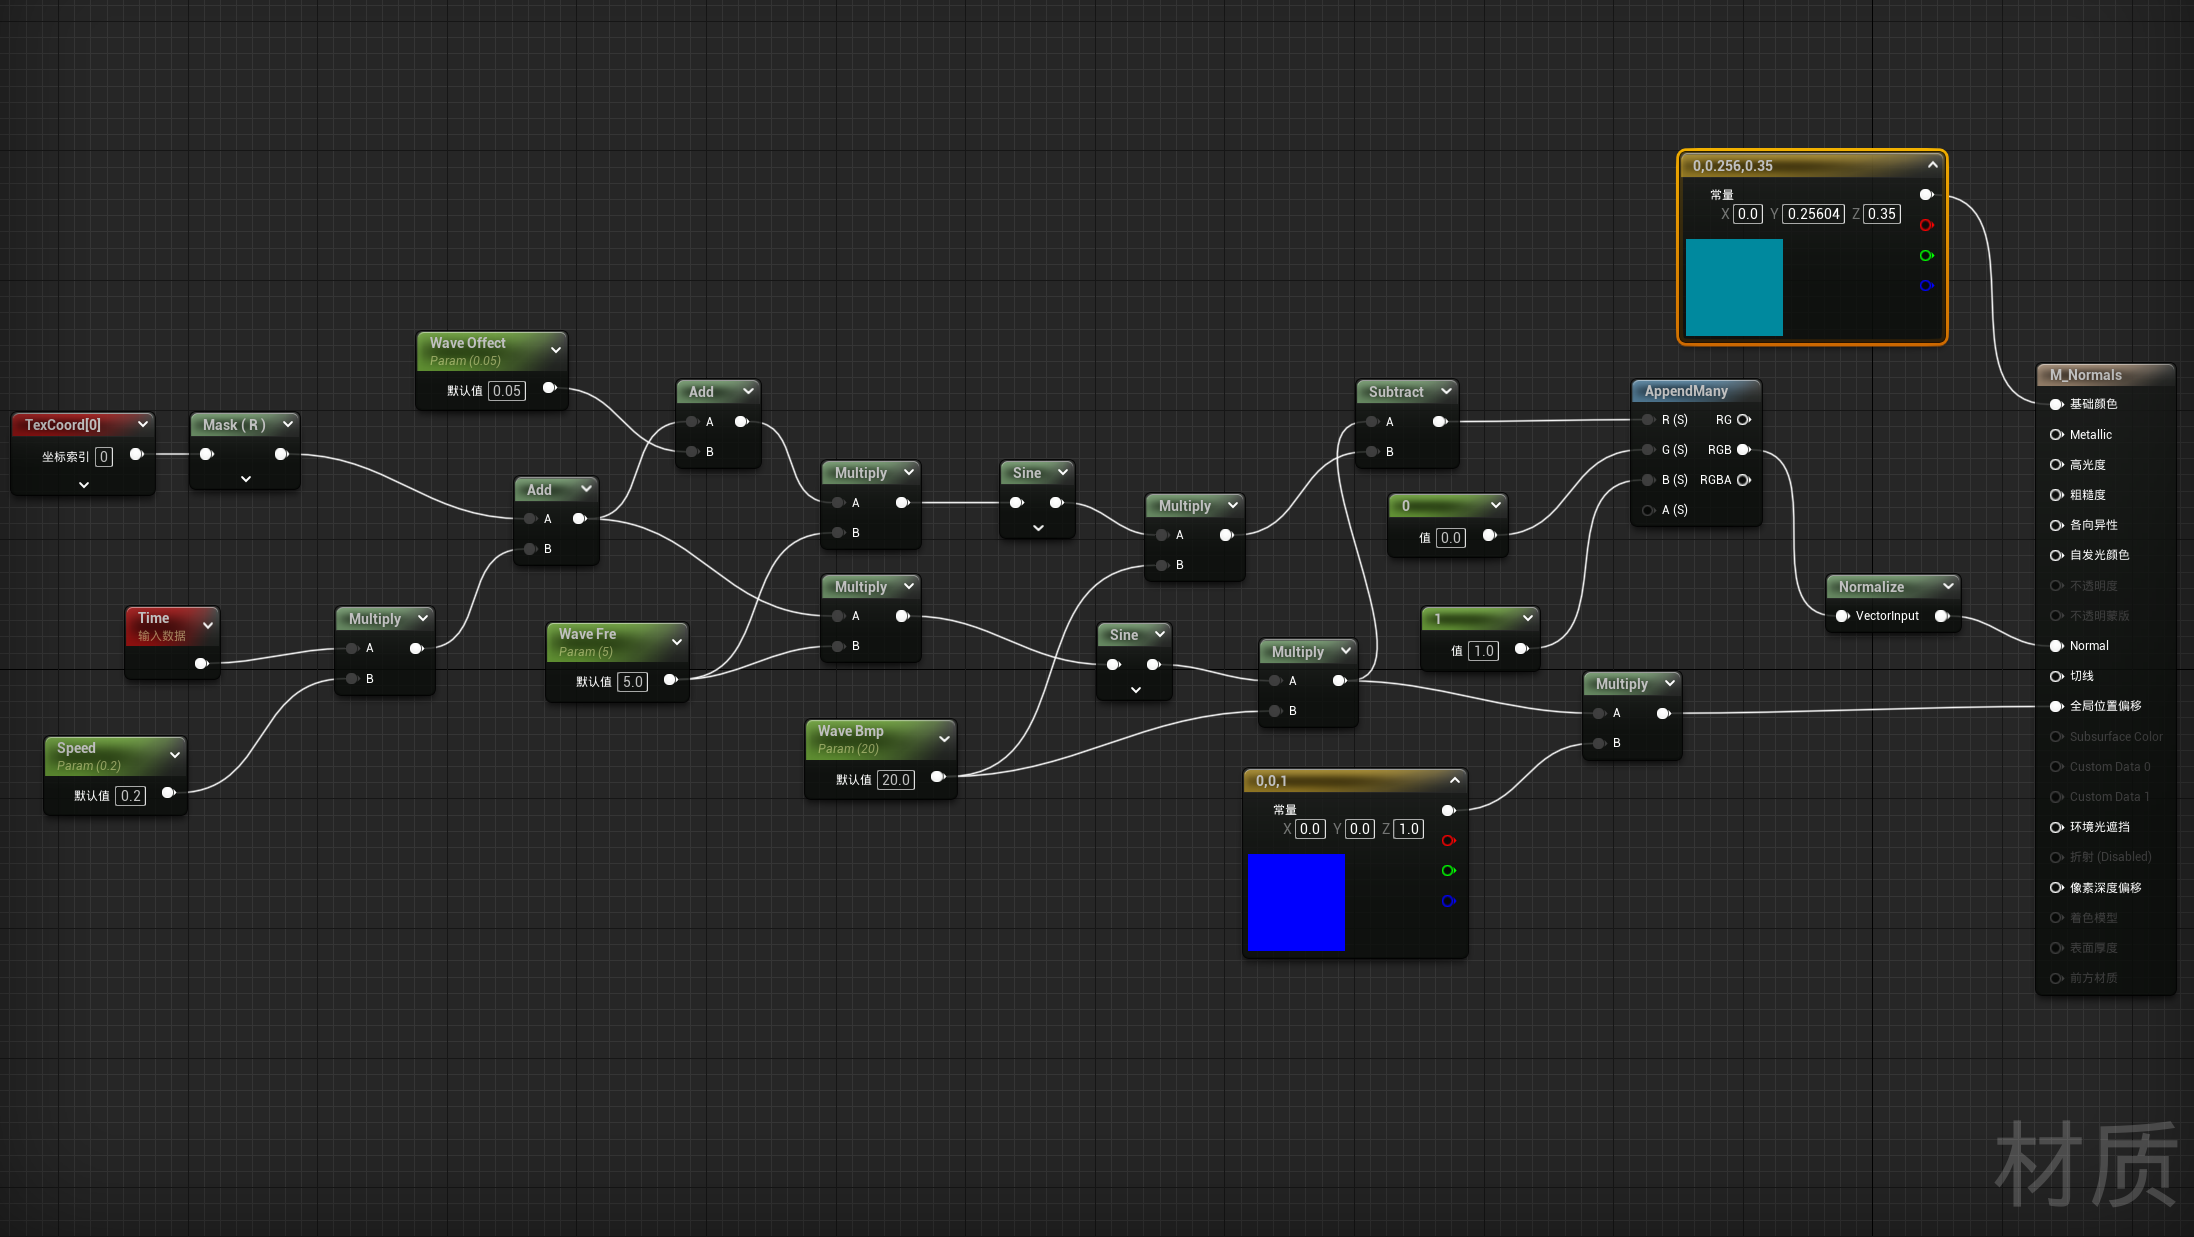 0,0.256,0.35
常量
X 0.0 Y 0.25604 Z 0.35
Wave Offect
Param (0.05)
默认值 0.05
TexCoord[0]
坐标索引 0
Mask ( R )
Add
A
B
Add
A
B
Multiply
A
B
Sine
Multiply
A
B
Subtract
A
B
0
值 0.0
AppendMany
R (S) RG
G (S) RGB
B (S) RGBA
A (S)
Time
输入数据
Multiply
A
B
Speed
Param (0.2)
默认值 0.2
Wave Fre
Param (5)
默认值 5.0
Multiply
A
B
Sine
Wave Bmp
Param (20)
默认值 20.0
Multiply
A
B
1
值 1.0
Normalize
VectorInput
Multiply
A
B
0,0,1
常量
X 0.0 Y 0.0 Z 1.0
M_Normals
基础颜色
Metallic
高光度
粗糙度
各向异性
自发光颜色
不透明度
不透明蒙版
Normal
切线
全局位置偏移
Subsurface Color
Custom Data 0
Custom Data 1
环境光遮挡
折射 (Disabled)
像素深度偏移
着色模型
表面厚度
前方材质
材质